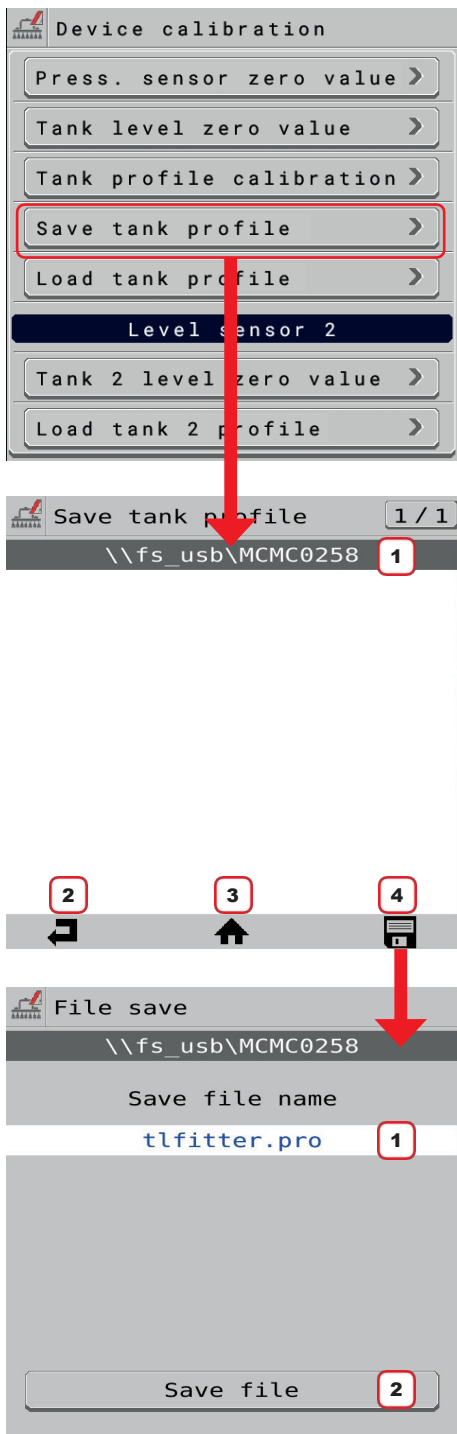 Device calibration
Press. sensor zero value
Tank level zero value
Tank profile calibration
Save tank profile
Load tank profile
Level sensor 2
Tank 2 level zero value
Load tank 2 profile
Save tank profile 1/1
\\fs_usb\MCMC0258 1
2 3 4
File save
\\fs_usb\MCMC0258
Save file name
tlfitter.pro 1
Save file 2